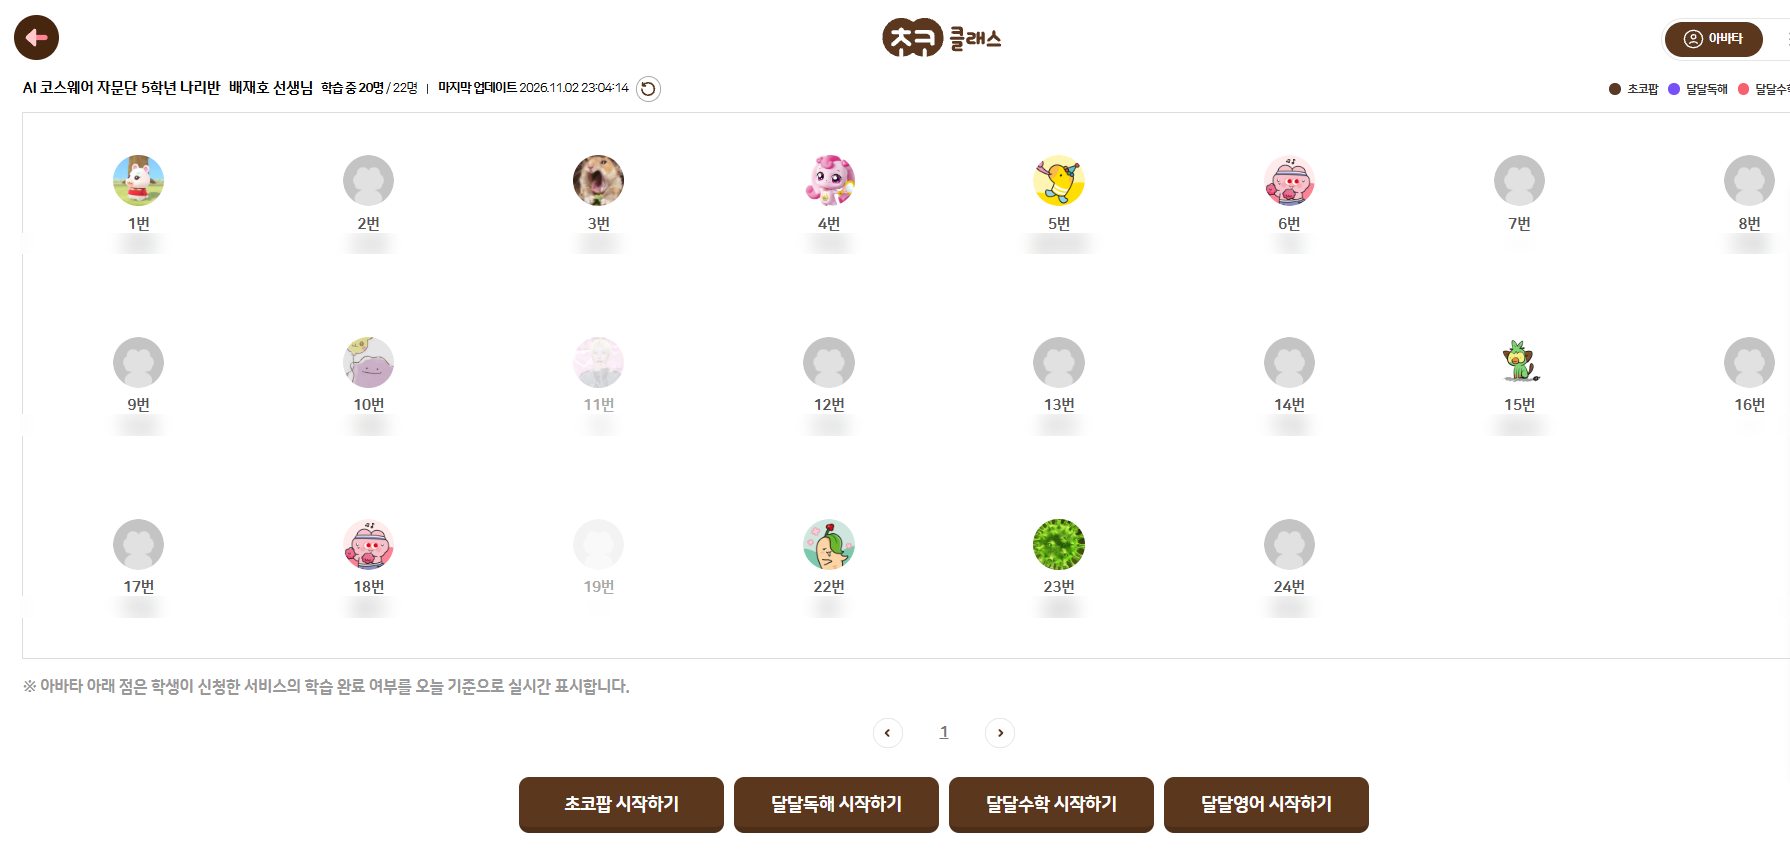 초코 클래스
아바타
AI 코스웨어 자문단 5학년 나리반 배재호 선생님 학습 중 20명 / 22명 | 마지막 업데이트 2026.11.02 23:04:14
초코팝 달달독해 달달수학
1번 2번 3번 4번 5번 6번 7번 8번
9번 10번 11번 12번 13번 14번 15번 16번
17번 18번 19번 22번 23번 24번
※ 아바타 아래 점은 학생이 신청한 서비스의 학습 완료 여부를 오늘 기준으로 실시간 표시합니다.
1
초코팝 시작하기 달달독해 시작하기 달달수학 시작하기 달달영어 시작하기